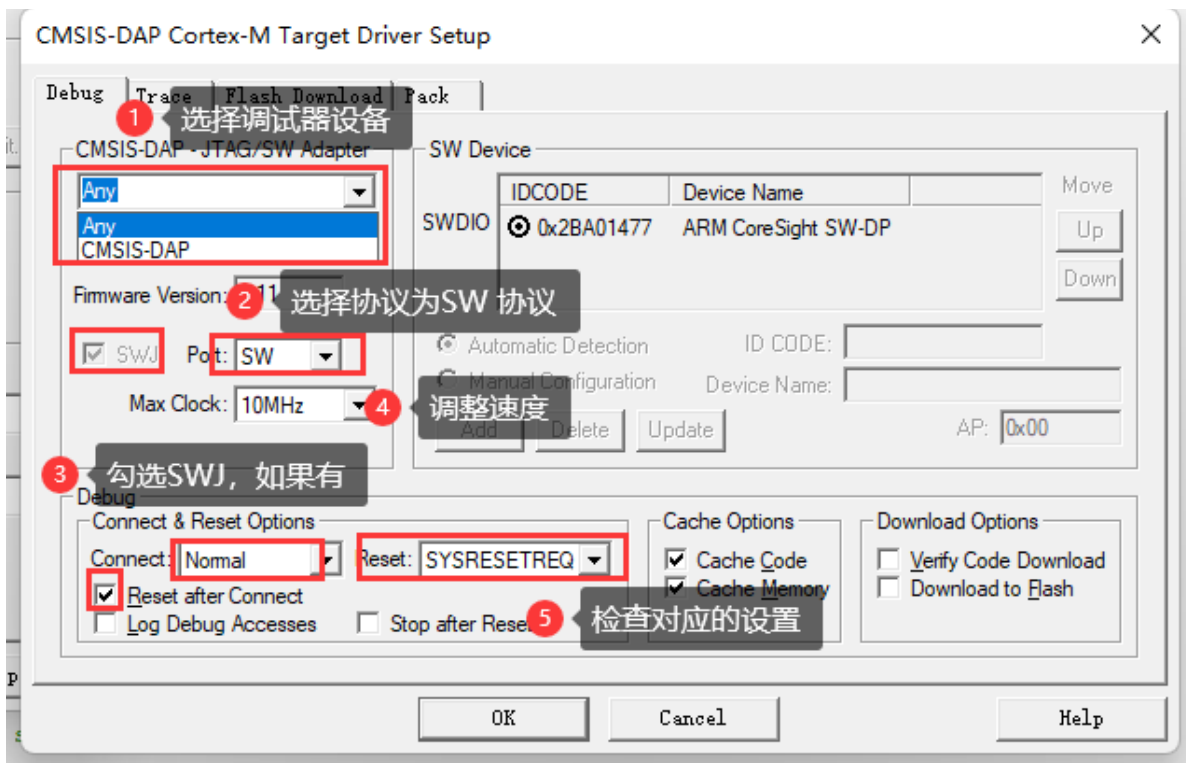 CMSIS-DAP Cortex-M Target Driver Setup
Debug Trace Flash Download Pack
1 选择调试器设备
CMSIS-DAP - JTAG/SW Adapter
Any
Any
CMSIS-DAP
Firmware Version:
2 选择协议为SW 协议
SWJ Port: SW
Max Clock: 10MHz
4 调整速度
3 勾选SWJ，如果有
SW Device
IDCODE Device Name
SWDIO 0x2BA01477 ARM CoreSight SW-DP
Move
Up
Down
Automatic Detection ID CODE:
Manual Configuration Device Name:
Add Delete Update AP: 0x00
Debug
Connect & Reset Options
Connect: Normal Reset: SYSRESETREQ
Reset after Connect
Log Debug Accesses Stop after Reset
5 检查对应的设置
Cache Options
Cache Code
Cache Memory
Download Options
Verify Code Download
Download to Flash
OK Cancel Help